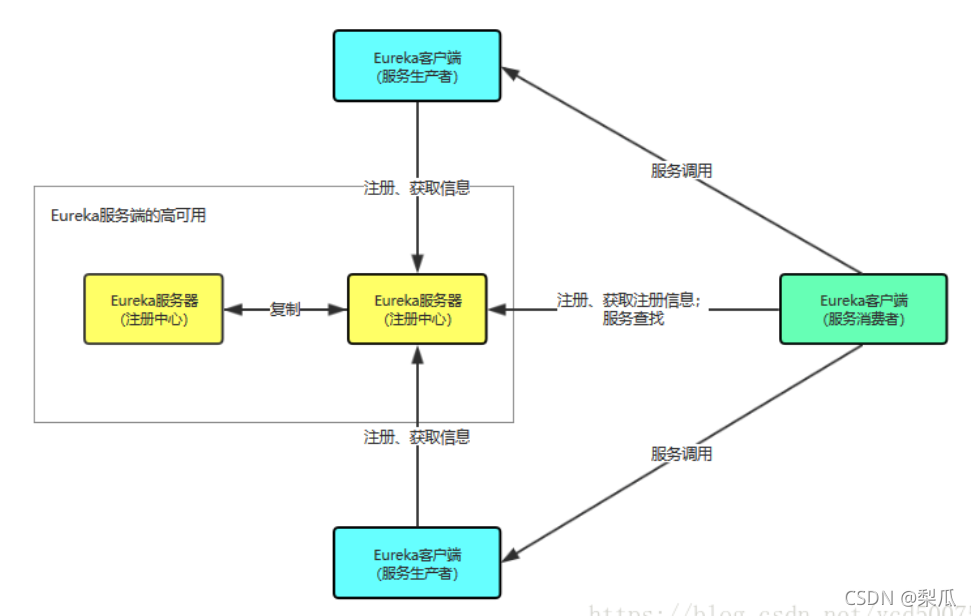 Eureka客户端
(服务生产者)
服务调用
注册、获取信息
Eureka服务端的高可用
Eureka服务器
(注册中心)
复制
Eureka服务器
(注册中心)
注册、获取注册信息;
服务查找
Eureka客户端
(服务消费者)
注册、获取信息
服务调用
Eureka客户端
(服务生产者)
CSDN @梨瓜